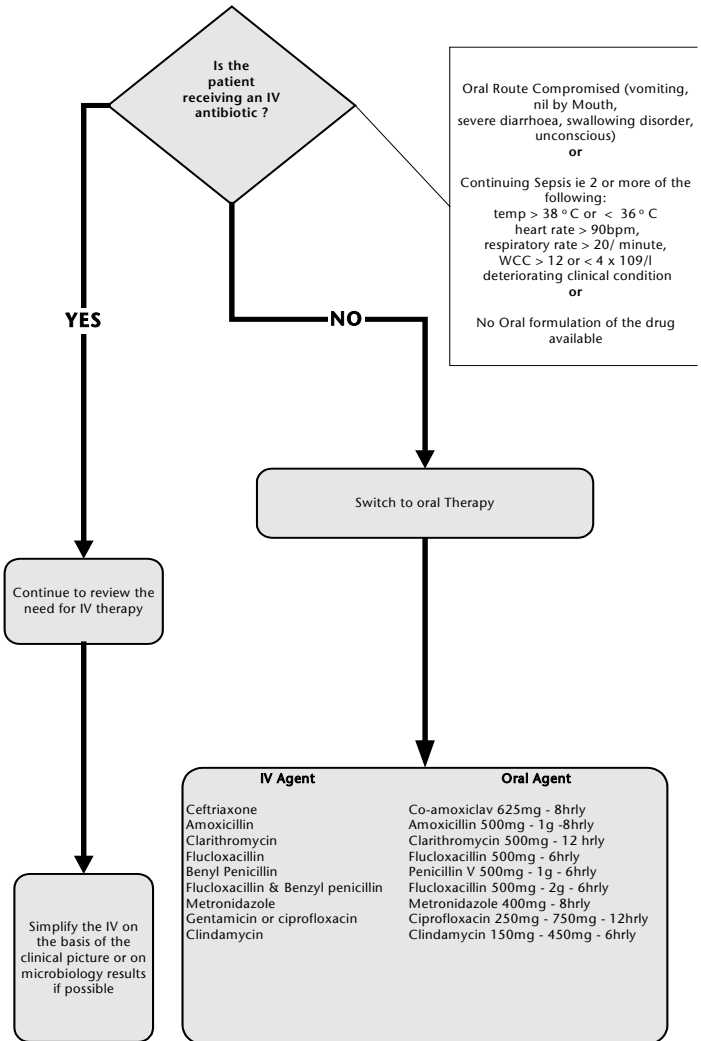 Is the
patient
receiving an IV
antibiotic ?
Oral Route Compromised (vomiting,
nil by Mouth,
severe diarrhoea, swallowing disorder,
unconscious)
or
Continuing Sepsis ie 2 or more of the
following:
temp > 38 ° C or < 36 ° C
heart rate > 90bpm,
respiratory rate > 20/ minute,
WCC > 12 or < 4 x 109/l
deteriorating clinical condition
or
No Oral formulation of the drug
available
YES
NO
Switch to oral Therapy
Continue to review the
need for IV therapy
IV Agent Oral Agent
Ceftriaxone Co-amoxiclav 625mg - 8hrly
Amoxicillin Amoxicillin 500mg - 1g -8hrly
Clarithromycin Clarithromycin 500mg - 12 hrly
Flucloxacillin Flucloxacillin 500mg - 6hrly
Benyl Penicillin Penicillin V 500mg - 1g - 6hrly
Flucloxacillin & Benzyl penicillin Flucloxacillin 500mg - 2g - 6hrly
Metronidazole Metronidazole 400mg - 8hrly
Gentamicin or ciprofloxacin Ciprofloxacin 250mg - 750mg - 12hrly
Clindamycin Clindamycin 150mg - 450mg - 6hrly
Simplify the IV on
the basis of the
clinical picture or on
microbiology results
if possible